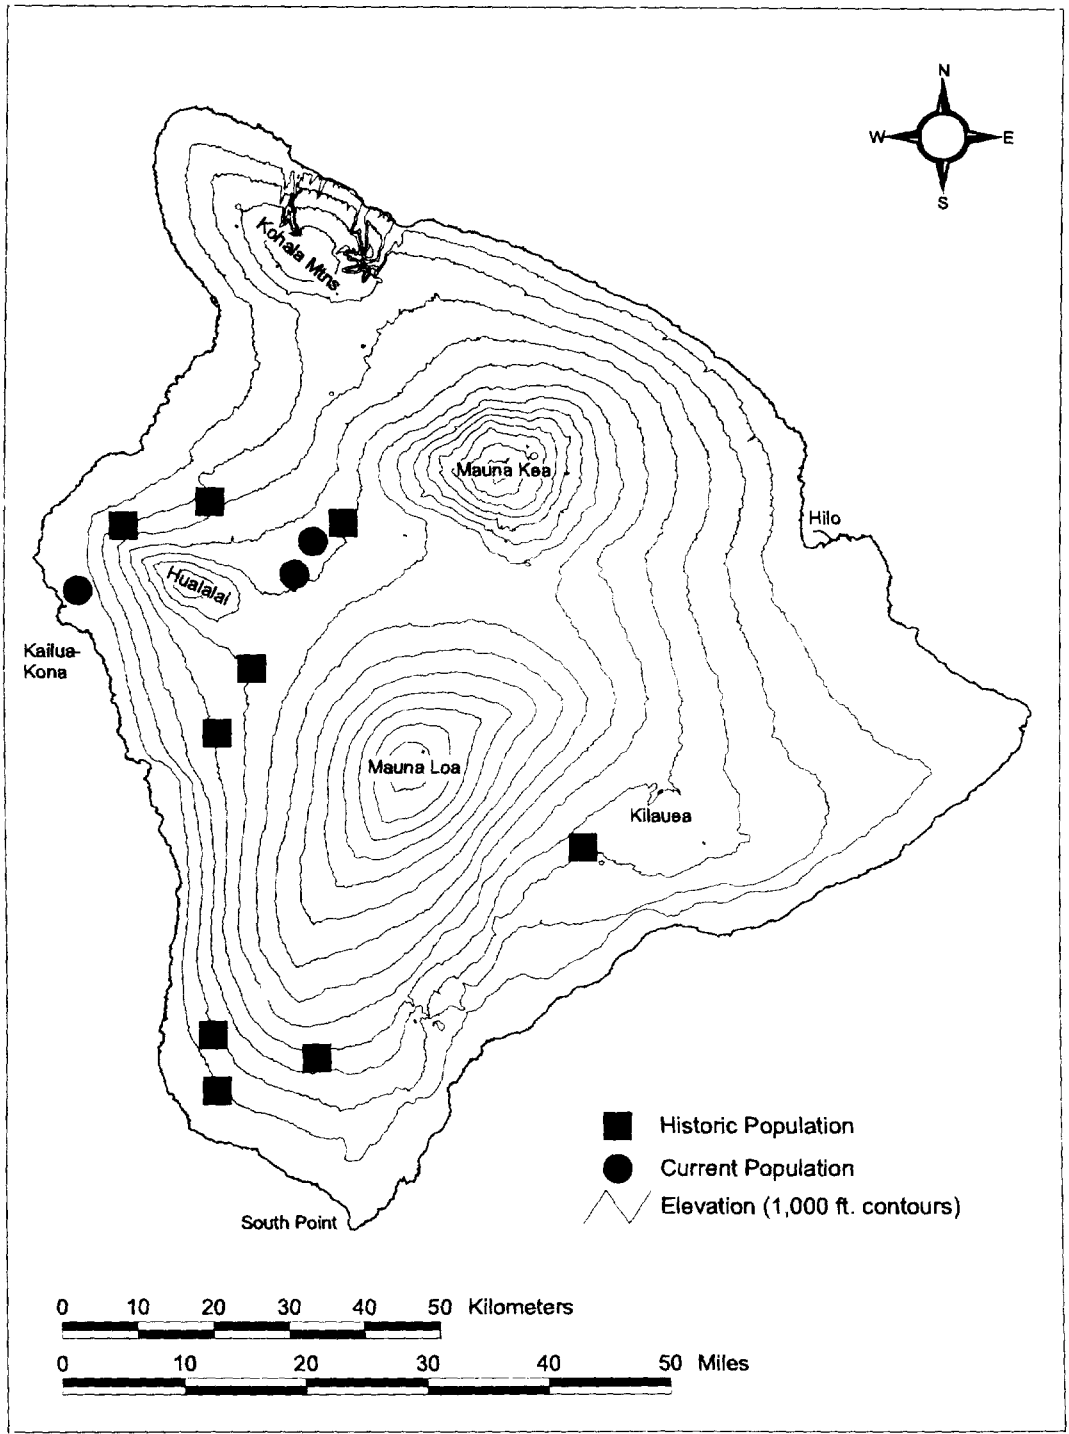 N
W E
S
Kohala Mtns.
Mauna Kea
Hilo
Hualalai
Kailua-
Kona
Mauna Loa
Kilauea
Historic Population
Current Population
Elevation (1,000 ft. contours)
South Point
0 10 20 30 40 50 Kilometers
0 10 20 30 40 50 Miles